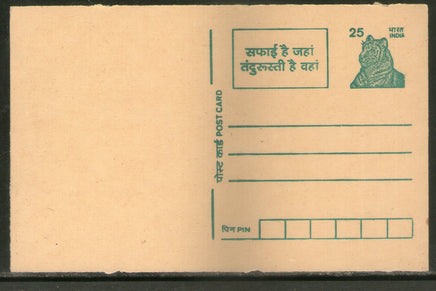 सफाई है जहां
तंदुरूस्ती है वहां
25
भारत
INDIA
पोस्ट कार्ड POST CARD
पिन PIN